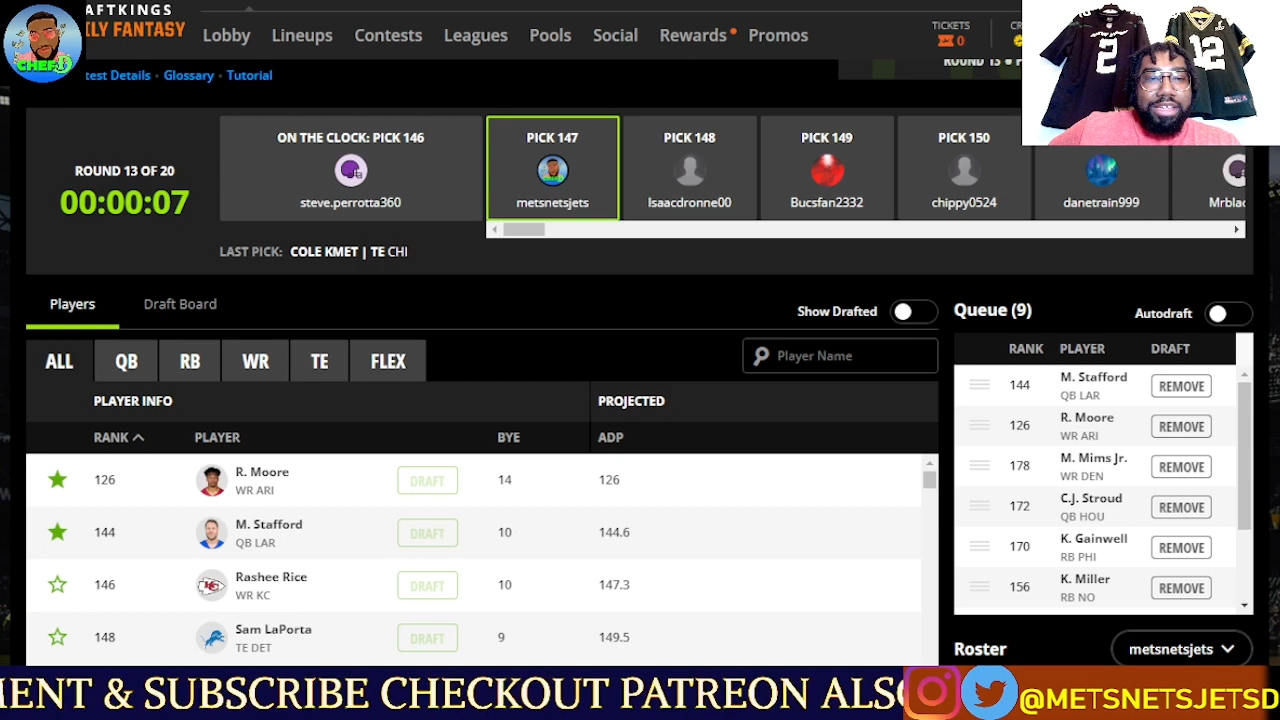 AFTKINGS
LY FANTASY
CHEF
Lobby
Lineups
Contests
Leagues
Pools
Social
Rewards
Promos
TICKETS
0
test Details • Glossary • Tutorial
2
12
ROUND 13 OF 20
00:00:07
ON THE CLOCK: PICK 146
steve.perrotta360
PICK 147
metsnetsjets
PICK 148
Isaacdronne00
PICK 149
Bucsfan2332
PICK 150
chippy0524
danetrain999
Mrblac
LAST PICK: COLE KMET | TE CHI
Players
Draft Board
Show Drafted
Queue (9)
Autodraft
ALL
QB
RB
WR
TE
FLEX
Player Name
PLAYER INFO
PROJECTED
RANK
PLAYER
BYE
ADP
126
R. Moore
WR ARI
DRAFT
14
126
144
M. Stafford
QB LAR
DRAFT
10
144.6
146
Rashee Rice
WR KC
DRAFT
10
147.3
148
Sam LaPorta
TE DET
DRAFT
9
149.5
RANK
PLAYER
DRAFT
144
M. Stafford
QB LAR
REMOVE
126
R. Moore
WR ARI
REMOVE
178
M. Mims Jr.
WR DEN
REMOVE
172
C.J. Stroud
QB HOU
REMOVE
170
K. Gainwell
RB PHI
REMOVE
156
K. Miller
RB NO
REMOVE
Roster
metsnetsjets
MENT & SUBSCRIBE CHECKOUT PATREON ALSO
@METSNETSJETSD